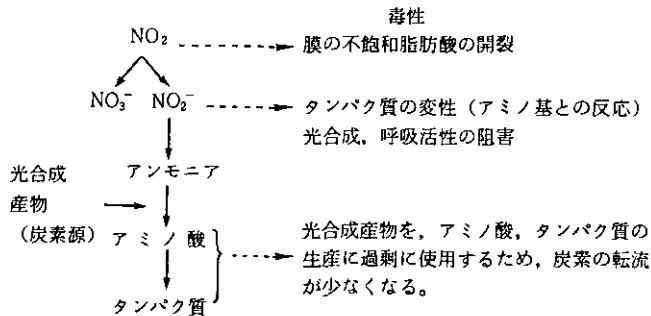 毒性
NO₂
膜の不飽和脂肪酸の開裂
NO₃⁻ NO₂⁻
タンパク質の変性（アミノ基との反応）
光合成，呼吸活性の阻害
アンモニア
光合成
産物
（炭素源）
アミノ酸
光合成産物を，アミノ酸，タンパク質の
生産に過剰に使用するため，炭素の転流
が少なくなる。
タンパク質